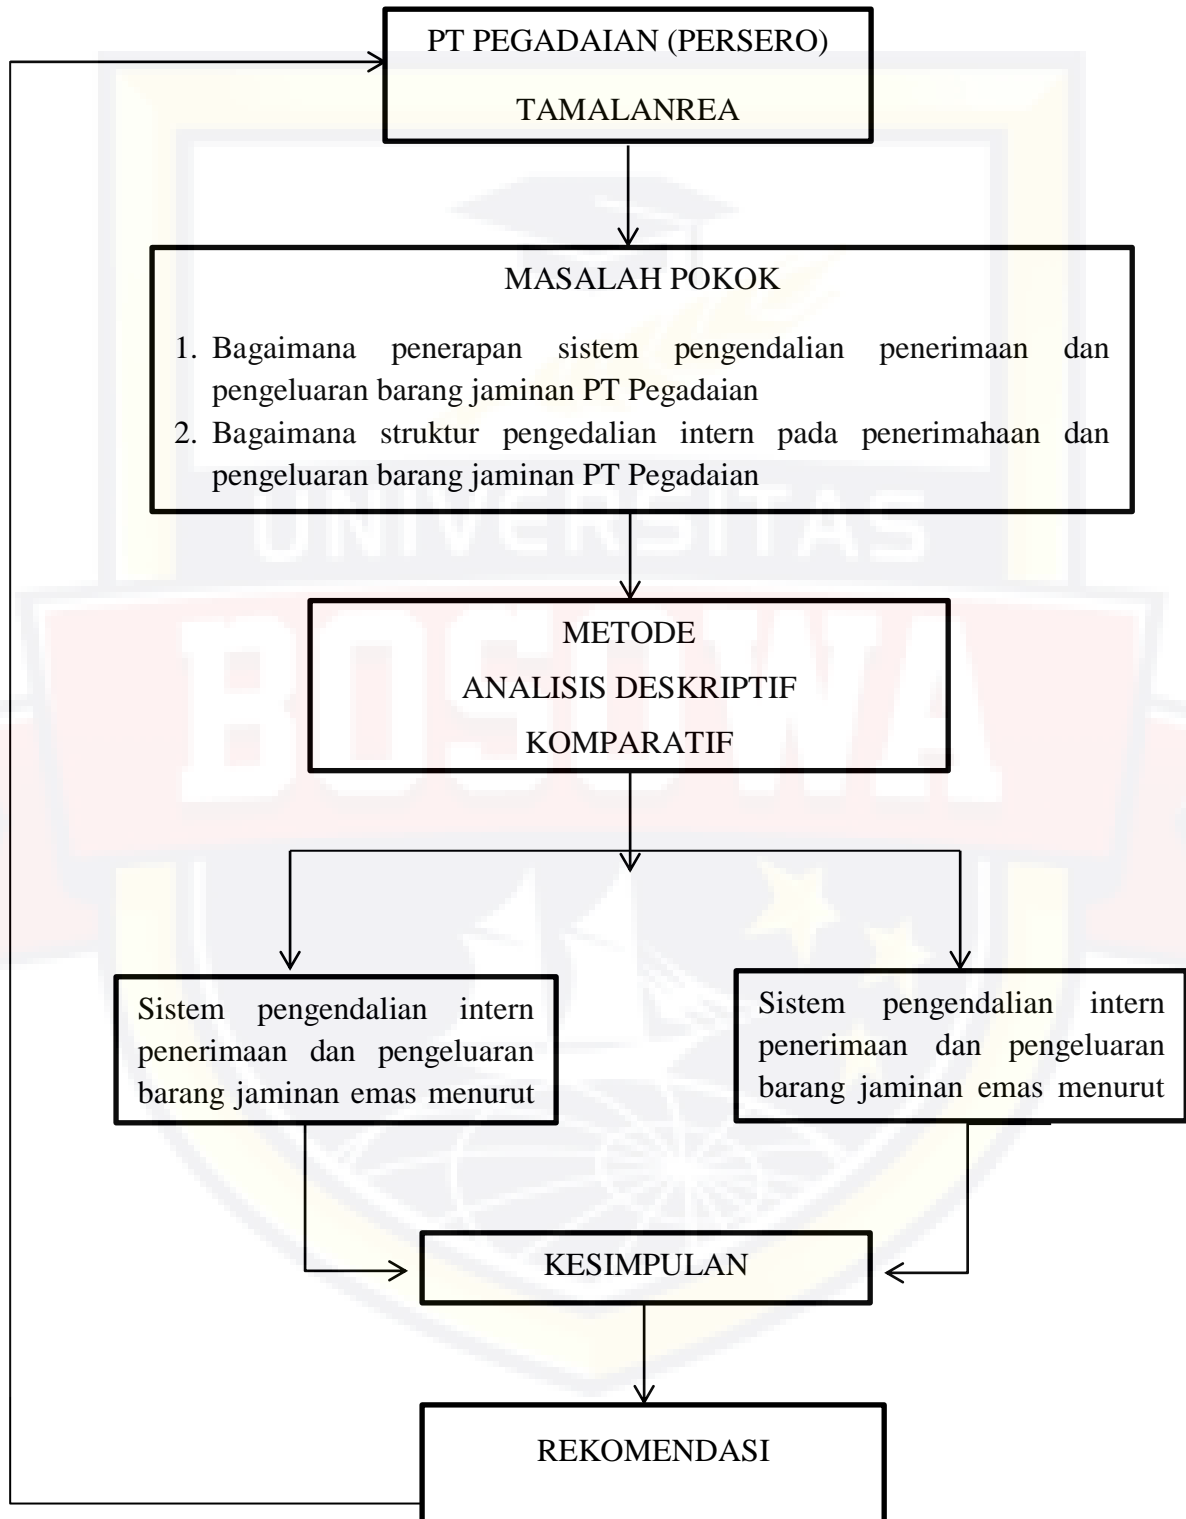 PT PEGADAIAN (PERSERO)
TAMALANREA
MASALAH POKOK
1. Bagaimana penerapan sistem pengendalian penerimaan dan
pengeluaran barang jaminan PT Pegadaian
2. Bagaimana struktur pengedalian intern pada penerimahaan dan
pengeluaran barang jaminan PT Pegadaian
UNIVERSITAS
BOSOWA
METODE
ANALISIS DESKRIPTIF
KOMPARATIF
Sistem pengendalian intern
penerimaan dan pengeluaran
barang jaminan emas menurut
Sistem pengendalian intern
penerimaan dan pengeluaran
barang jaminan emas menurut
KESIMPULAN
REKOMENDASI